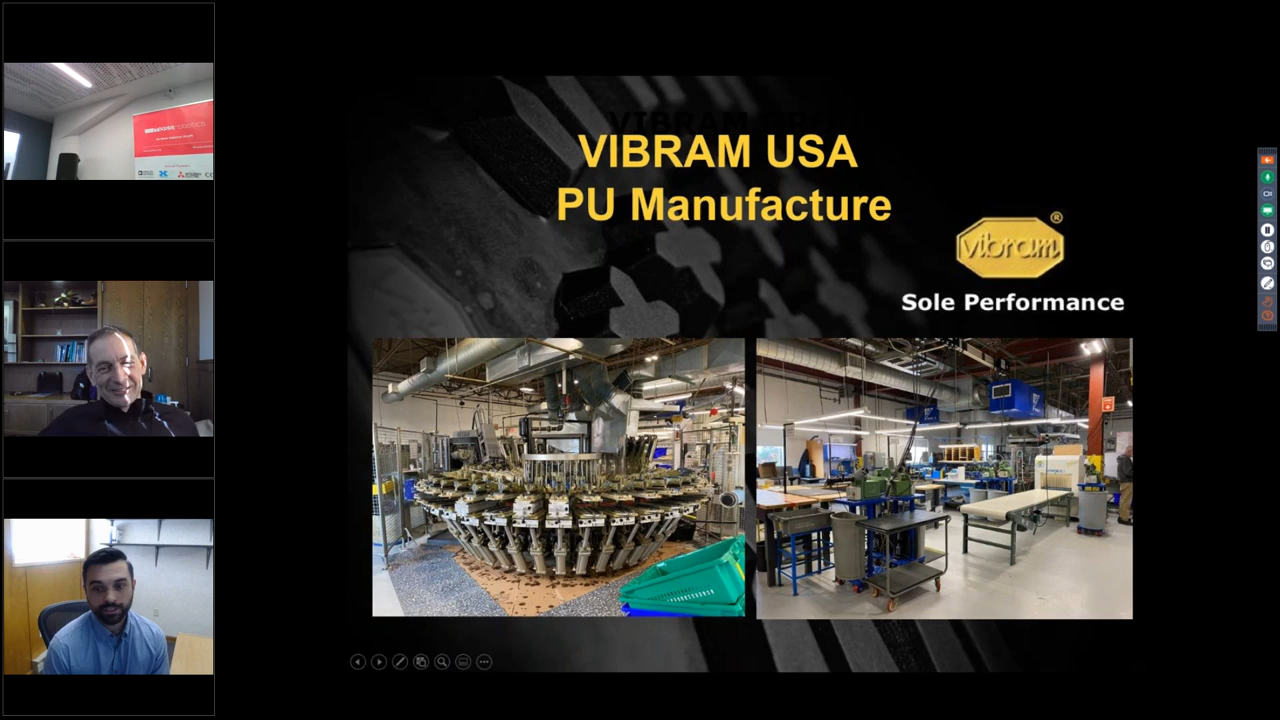 VIBRAM USA
PU Manufacture
vibram
®
Sole Performance